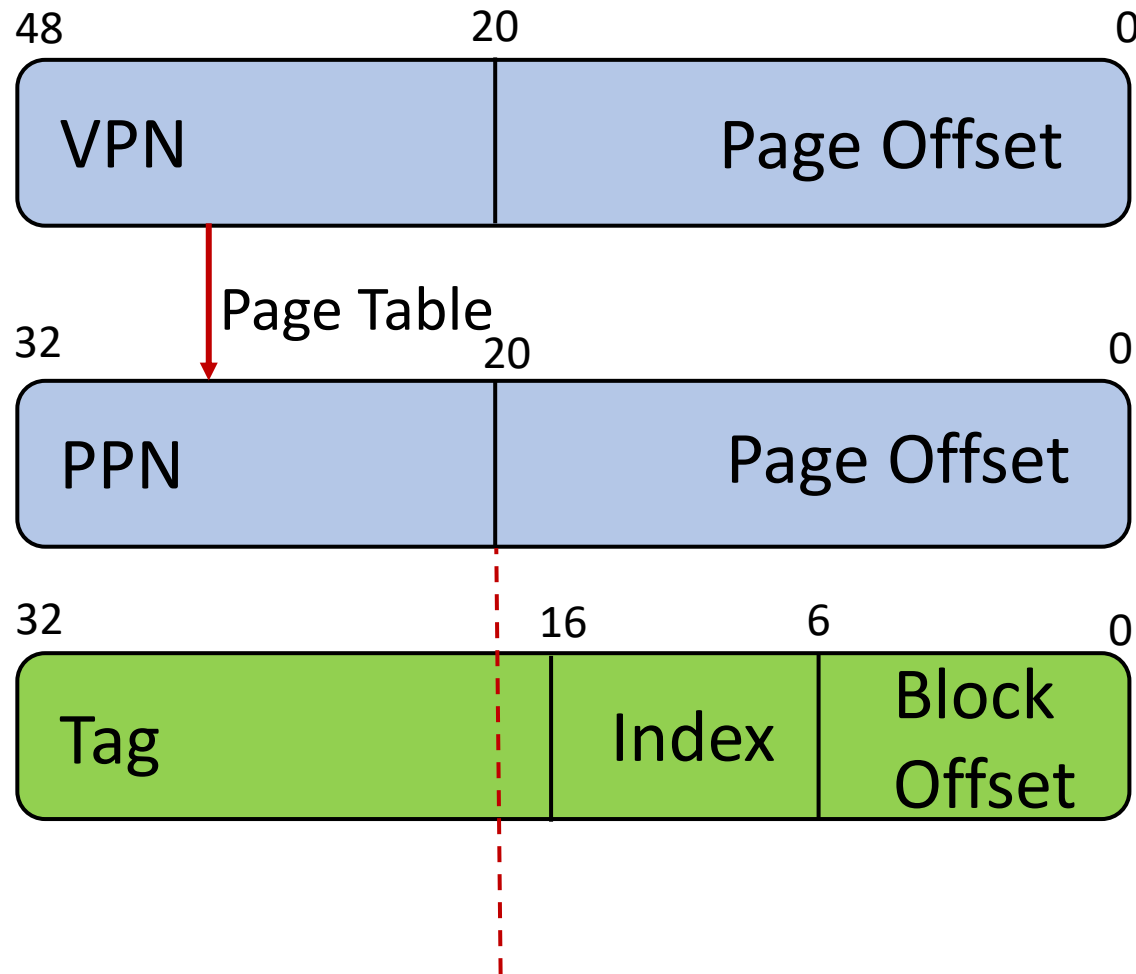 48 20 0
VPN Page Offset
Page Table
32 20 0
PPN Page Offset
32 16 6 0
Tag Index Block
Offset